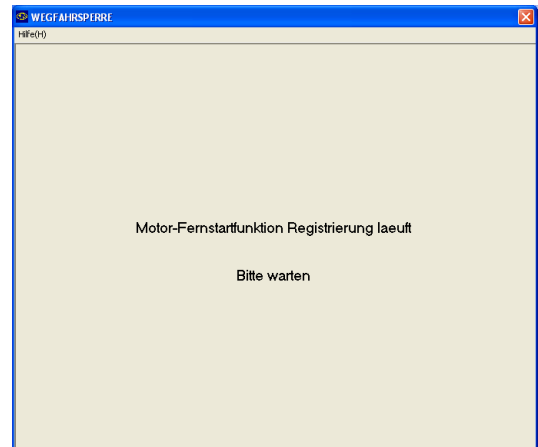 WEGFAHRSPERRE
Hilfe(H)
Motor-Fernstartfunktion Registrierung laeuft
Bitte warten